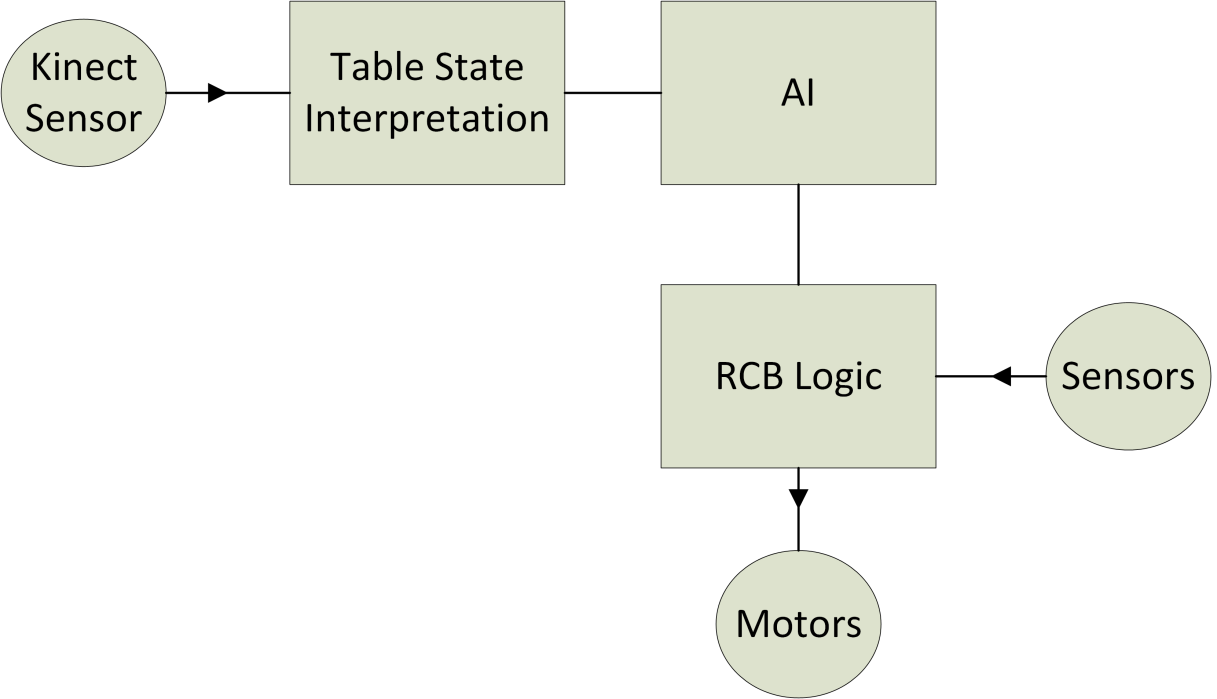 Kinect
Sensor
Table State
Interpretation
AI
RCB Logic
Sensors
Motors